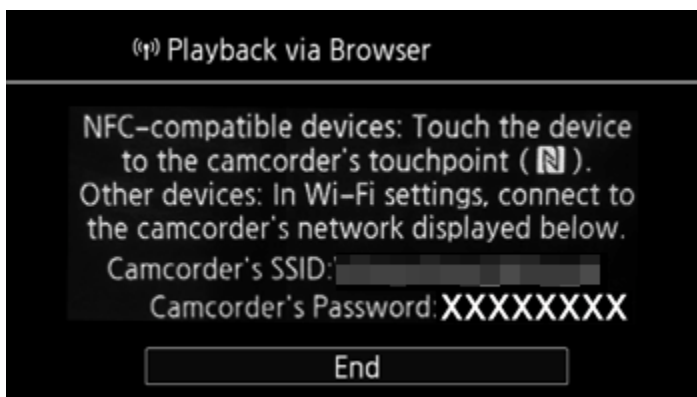 Playback via Browser
NFC-compatible devices: Touch the device
to the camcorder's touchpoint ( N ).
Other devices: In Wi-Fi settings, connect to
the camcorder's network displayed below.
Camcorder's SSID:
Camcorder's Password: XXXXXXXX
End